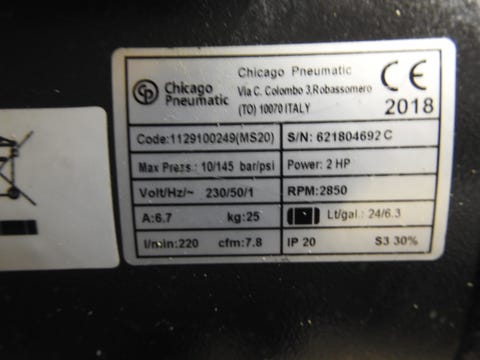 CP Chicago Pneumatic
Chicago Pneumatic
Via C. Colombo 3,Robassomero
(TO) 10070 ITALY
CE
2018
Code:1129100249(MS20)
S/N: 621804692 C
Max Press : 10/145 bar/psi
Power: 2 HP
Volt/Hz/~ 230/50/1
RPM:2850
A:6.7 kg:25
Lt/gal.: 24/6.3
l/min:220 cfm:7.8
IP 20 S3 30%